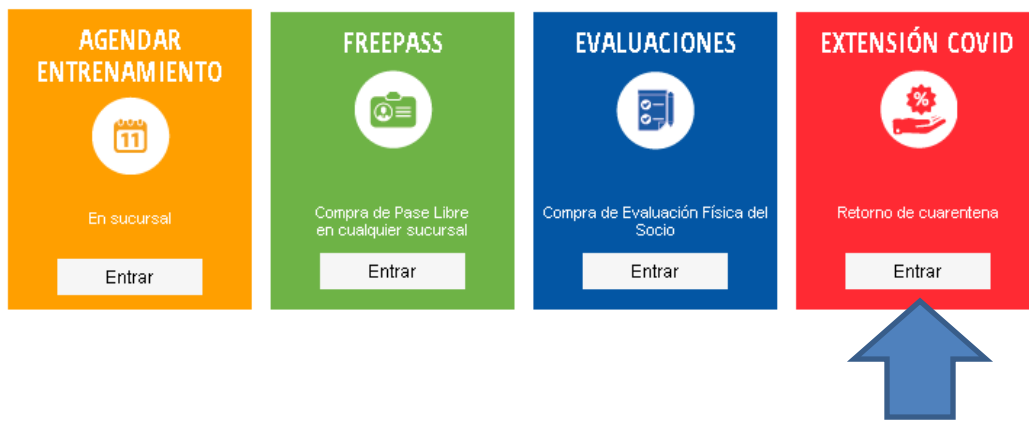 AGENDAR
ENTRENAMIENTO
11
En sucursal
Entrar
FREEPASS
Compra de Pase Libre
en cualquier sucursal
Entrar
EVALUACIONES
Compra de Evaluación Física del
Socio
Entrar
EXTENSIÓN COVID
%
Retorno de cuarentena
Entrar